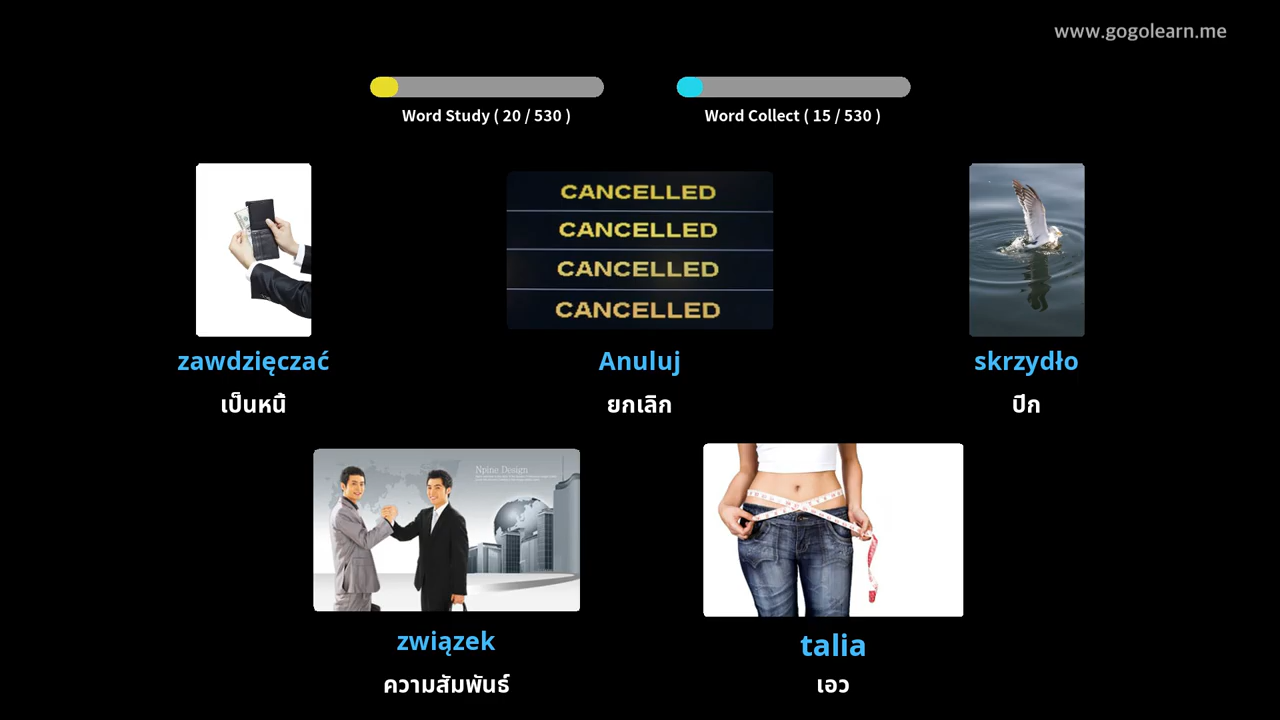 www.gogolearn.me
Word Study ( 20 / 530 )
Word Collect ( 15 / 530 )
CANCELLED
CANCELLED
CANCELLED
CANCELLED
zawdzięczać
Anuluj
skrzydło
เป็นหนี้
ยกเลิก
ปีก
Npine Design
związek
talia
ความสัมพันธ์
เอว